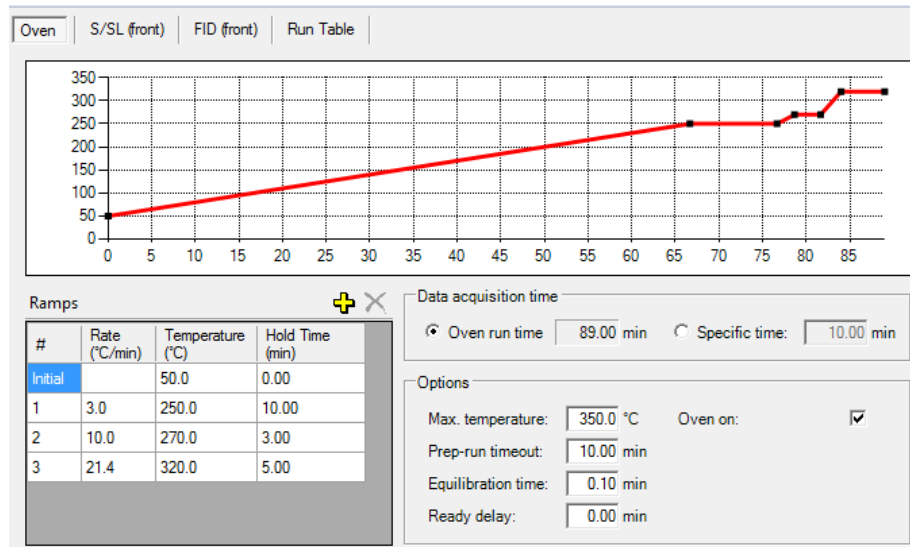 Oven S/SL (front) FID (front) Run Table
350
300
250
200
150
100
50
0
0 5 10 15 20 25 30 35 40 45 50 55 60 65 70 75 80 85
Ramps
# Rate (°C/min) Temperature (°C) Hold Time (min)
Initial 50.0 0.00
1 3.0 250.0 10.00
2 10.0 270.0 3.00
3 21.4 320.0 5.00
Data acquisition time
Oven run time 89.00 min Specific time: 10.00 min
Options
Max. temperature: 350.0 °C Oven on:
Prep-run timeout: 10.00 min
Equilibration time: 0.10 min
Ready delay: 0.00 min